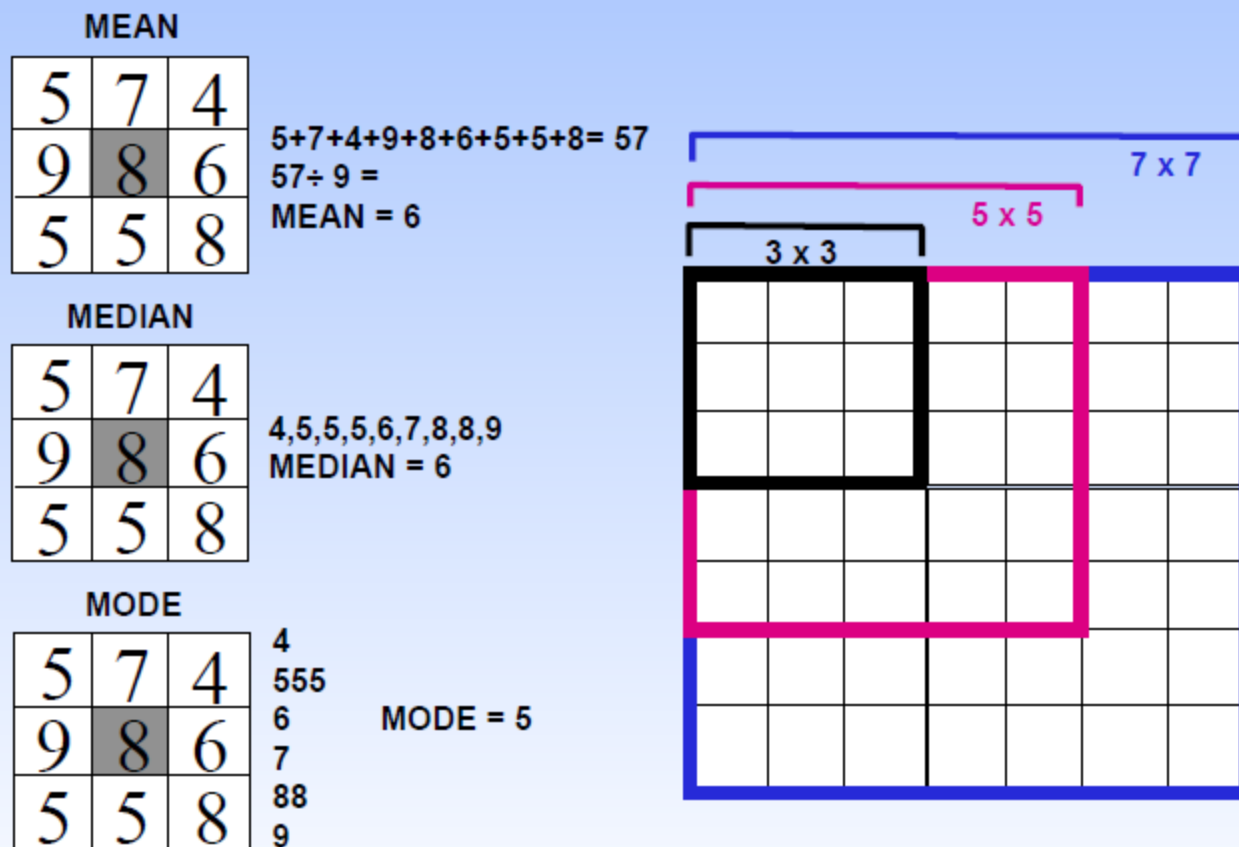 MEAN
5 7 4
9 8 6
5 5 8
5+7+4+9+8+6+5+5+8= 57
57÷ 9 =
MEAN = 6
MEDIAN
5 7 4
9 8 6
5 5 8
4,5,5,5,6,7,8,8,9
MEDIAN = 6
MODE
5 7 4
9 8 6
5 5 8
4
555
6
7
88
9
MODE = 5
7 x 7
5 x 5
3 x 3